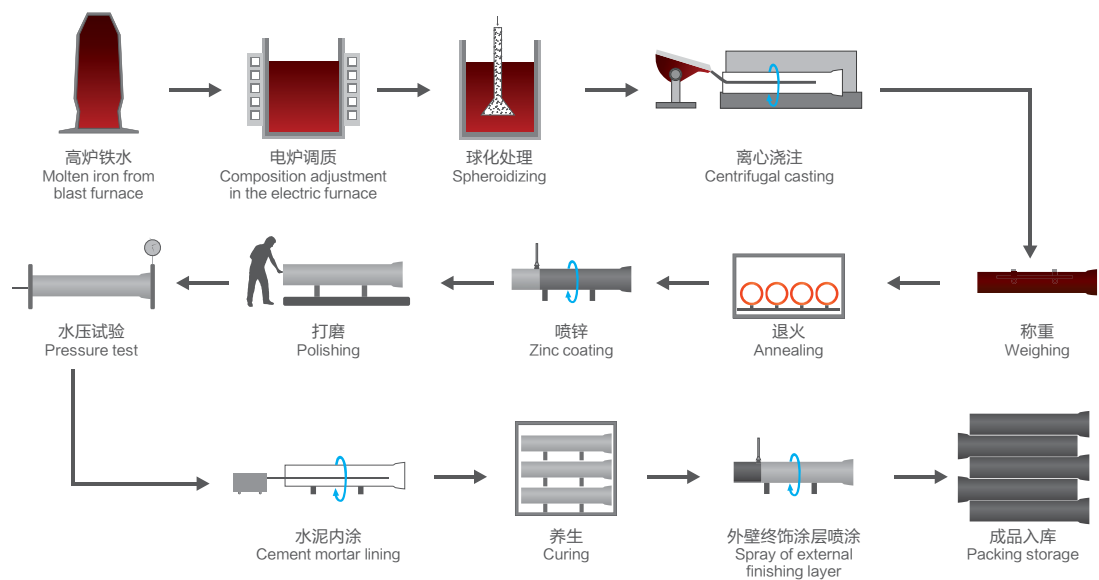 高炉铁水
Molten iron from
blast furnace
电炉调质
Composition adjustment
in the electric furnace
球化处理
Spheroidizing
离心浇注
Centrifugal casting
称重
Weighing
退火
Annealing
喷锌
Zinc coating
打磨
Polishing
水压试验
Pressure test
水泥内涂
Cement mortar lining
养生
Curing
外壁终饰涂层喷涂
Spray of external
finishing layer
成品入库
Packing storage